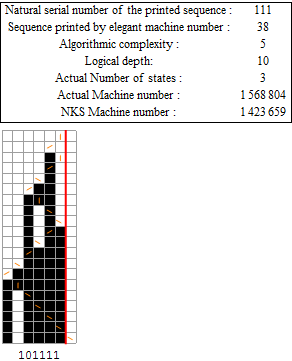 Natural serial number of the printed sequence : 111
Sequence printed by elegant machine number : 38
Algorithmic complexity : 5
Logical depth: 10
Actual Number of states : 3
Actual Machine number : 1 568 804
NKS Machine number : 1 423 659
101111